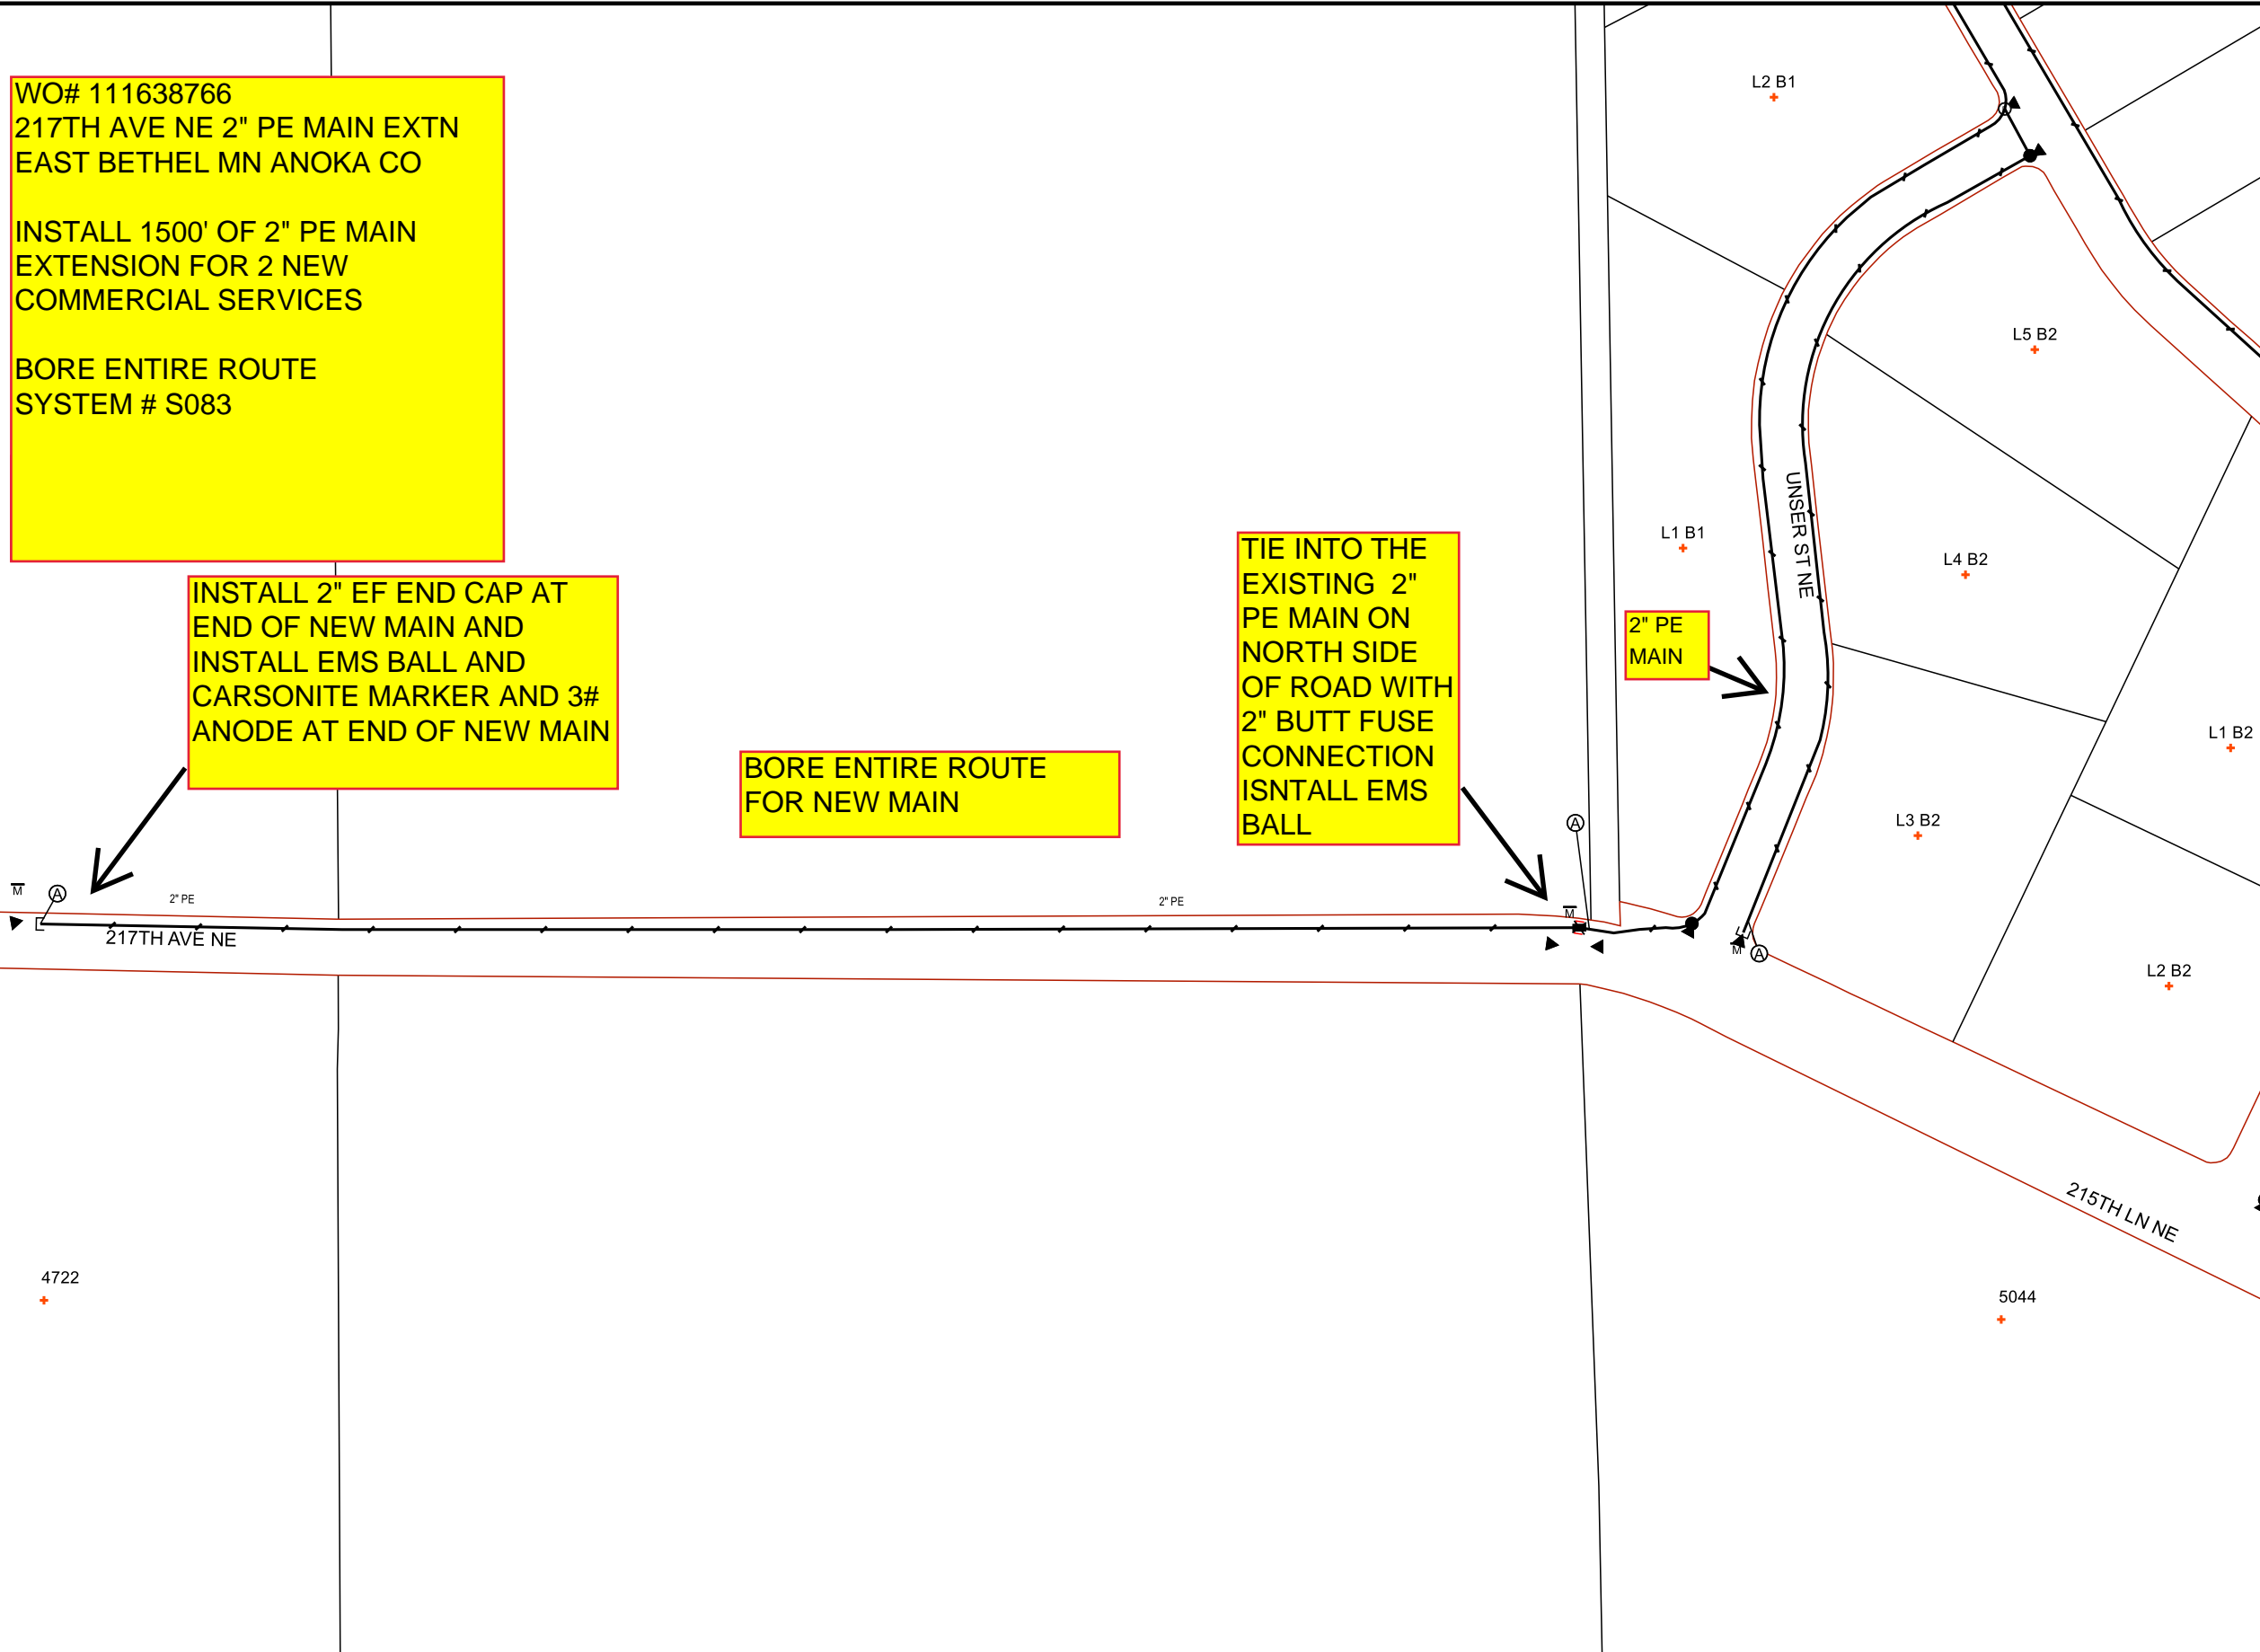 WO# 111638766
217TH AVE NE 2" PE MAIN EXTN
EAST BETHEL MN ANOKA CO
INSTALL 1500' OF 2" PE MAIN
EXTENSION FOR 2 NEW
COMMERCIAL SERVICES
BORE ENTIRE ROUTE
SYSTEM # S083
INSTALL 2" EF END CAP AT
END OF NEW MAIN AND
INSTALL EMS BALL AND
CARSONITE MARKER AND 3#
ANODE AT END OF NEW MAIN
BORE ENTIRE ROUTE
FOR NEW MAIN
TIE INTO THE
EXISTING 2"
PE MAIN ON
NORTH SIDE
OF ROAD WITH
2" BUTT FUSE
CONNECTION
ISNTALL EMS
BALL
2" PE
MAIN
L2 B1
L5 B2
L1 B1
L4 B2
UNSER ST NE
L1 B2
L3 B2
L2 B2
A
M
A
2" PE
2" PE
M
217TH AVE NE
M
A
215TH LN NE
4722
5044